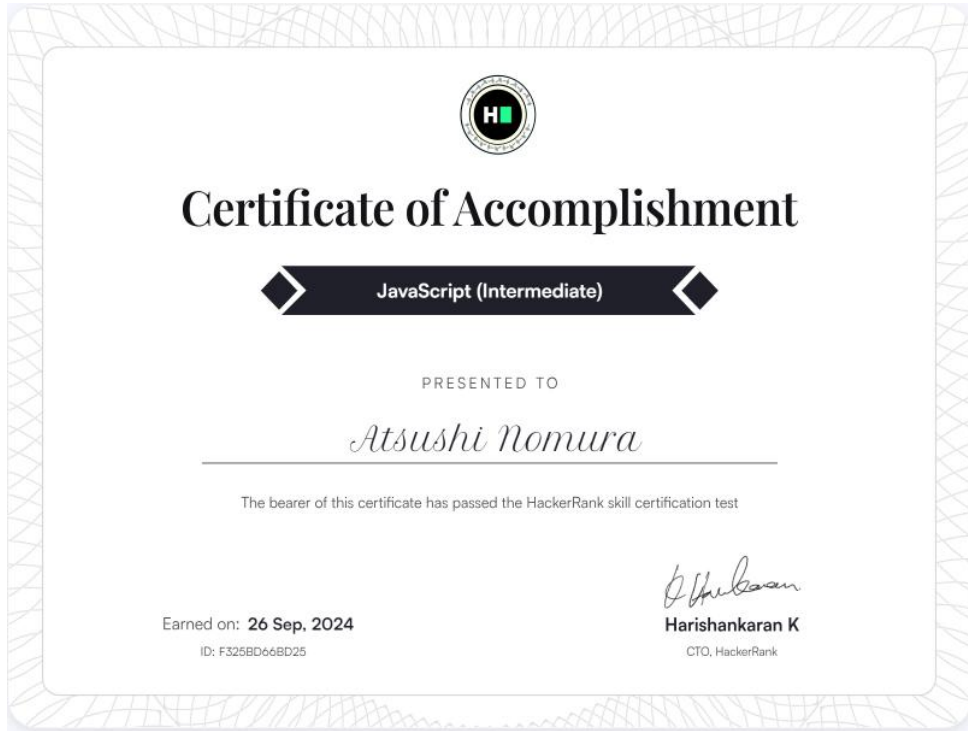 H
Certificate of Accomplishment
JavaScript (Intermediate)
PRESENTED TO
Atsushi Nomura
The bearer of this certificate has passed the HackerRank skill certification test
Earned on: 26 Sep, 2024
ID: F325BD66BD25
Harishankaran K
CTO, HackerRank